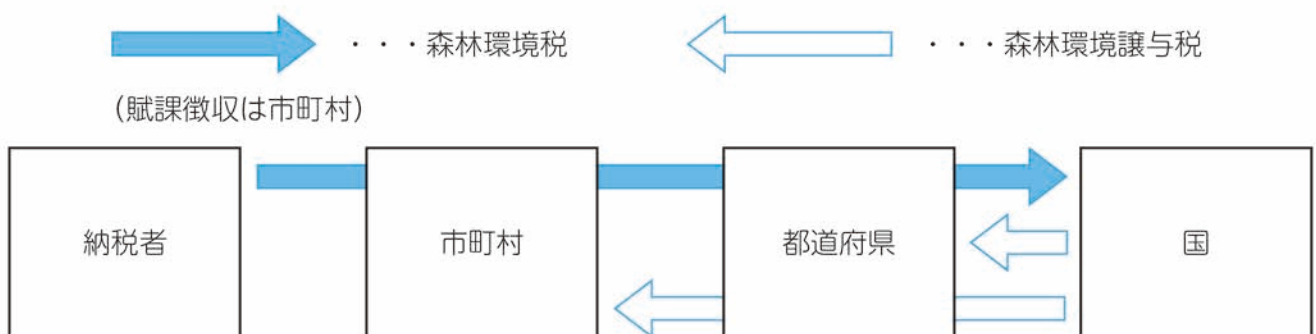 ・・・森林環境税
・・・森林環境譲与税
(賦課徴収は市町村)
納税者
市町村
都道府県
国